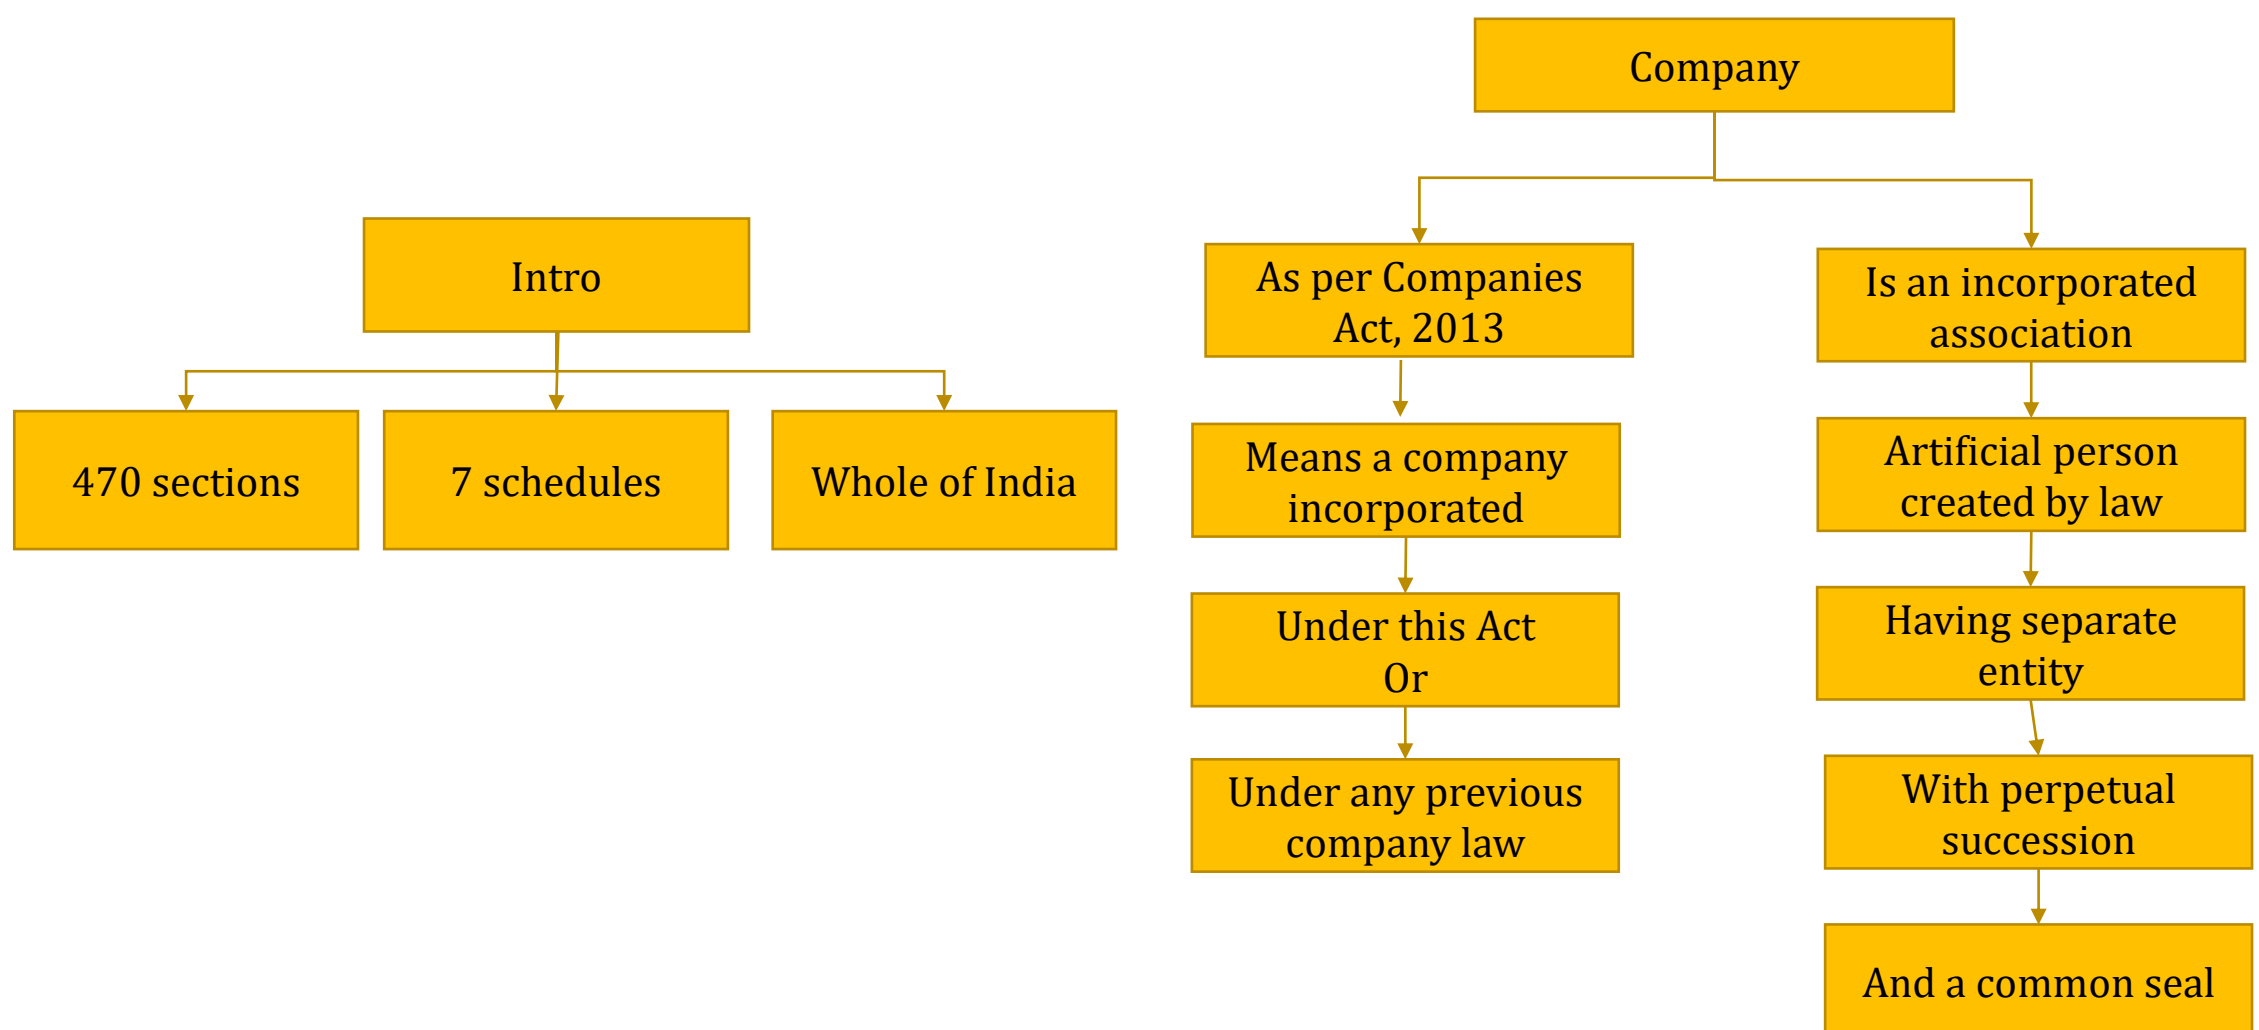 Intro
470 sections
7 schedules
Whole of India
Company
As per Companies
Act, 2013
Means a company
incorporated
Under this Act
Or
Under any previous
company law
Is an incorporated
association
Artificial person
created by law
Having separate
entity
With perpetual
succession
And a common seal